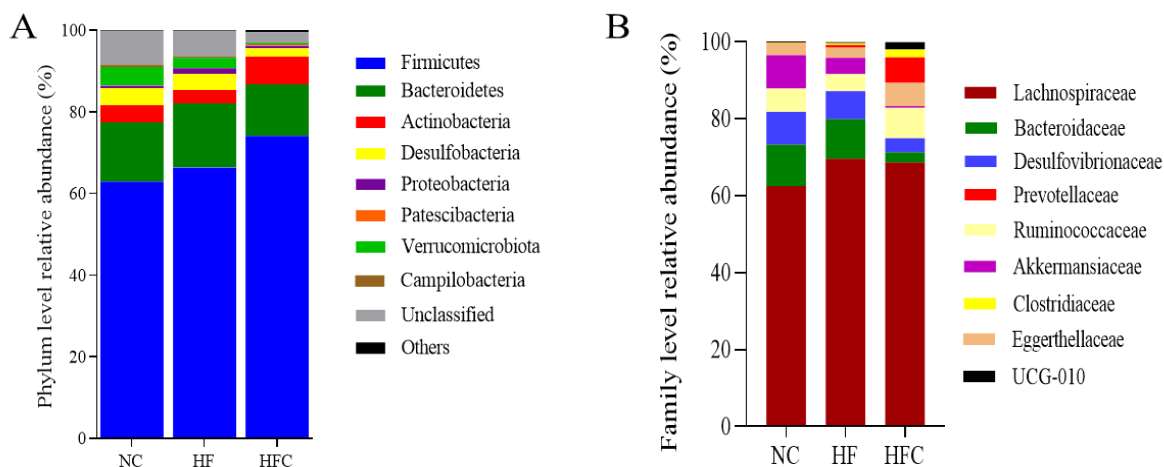 A
Phylum level relative abundance (%)
100
80
60
40
20
0
NC
HF
HFC
Firmicutes
Bacteroidetes
Actinobacteria
Desulfobacteria
Proteobacteria
Patescibacteria
Verrucomicrobiota
Campilobacteria
Unclassified
Others
B
Family level relative abundance (%)
100
80
60
40
20
0
NC
HF
HFC
Lachnospiraceae
Bacteroidaceae
Desulfovibrionaceae
Prevotellaceae
Ruminococcaceae
Akkermansiaceae
Clostridiaceae
Eggerthellaceae
UCG-010